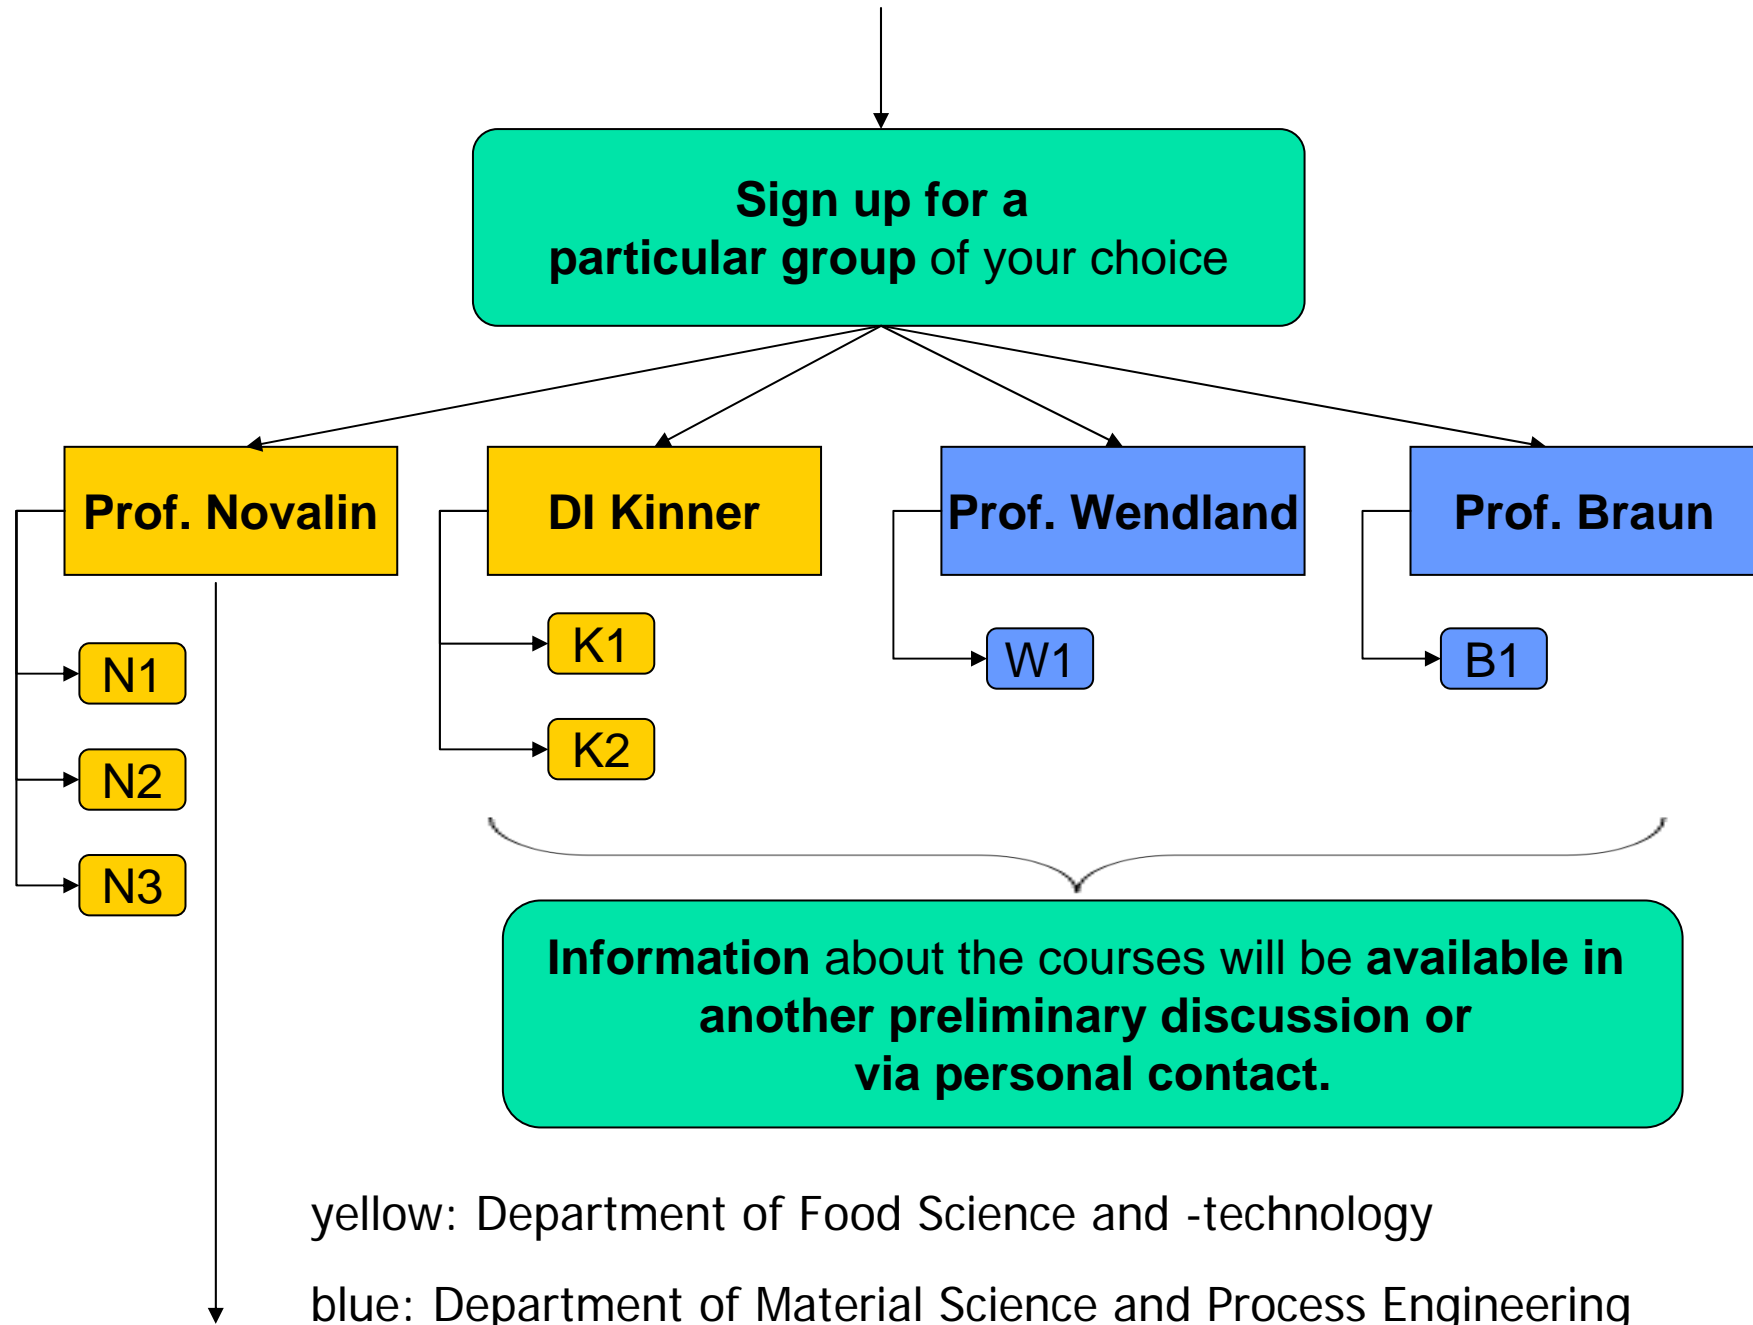 Sign up for a
particular group of your choice
Prof. Novalin
DI Kinner
Prof. Wendland
Prof. Braun
N1
N2
N3
K1
K2
W1
B1
Information about the courses will be available in
another preliminary discussion or
via personal contact.
yellow: Department of Food Science and -technology
blue: Department of Material Science and Process Engineering